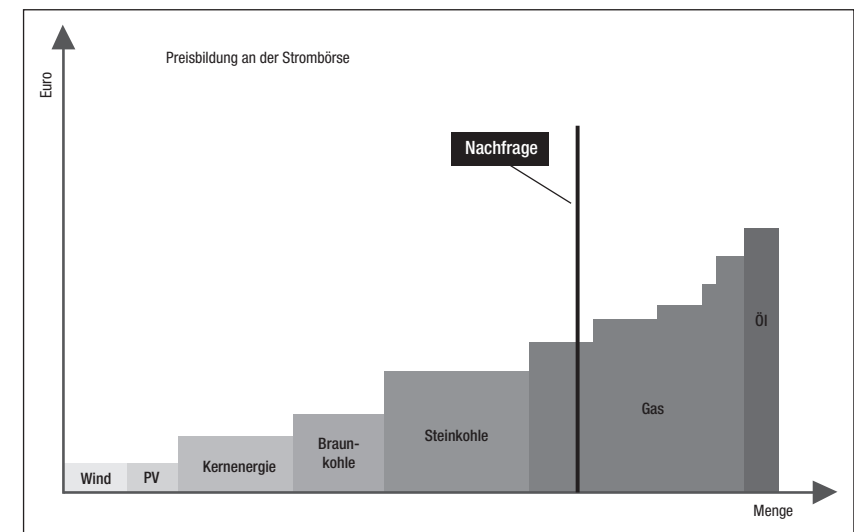 Preisbildung an der Strombörse
Euro
Nachfrage
Öl
Gas
Steinkohle
Braun-
kohle
Kernenergie
Wind
PV
Menge